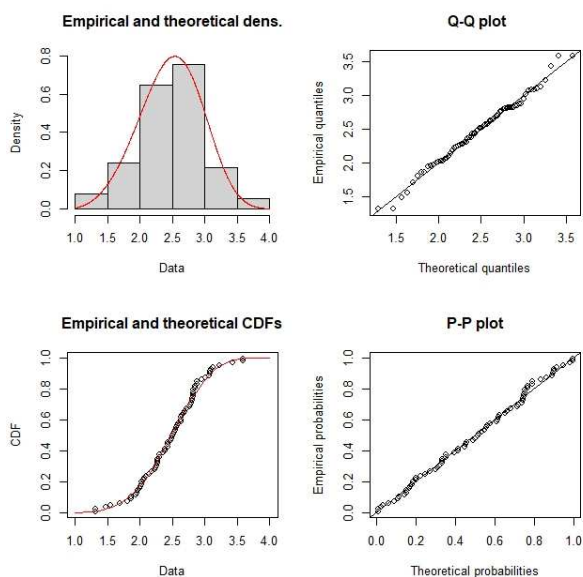 Empirical and theoretical dens.
Density
0.0 0.2 0.4 0.6 0.8
1.0 1.5 2.0 2.5 3.0 3.5 4.0
Data
Q-Q plot
Empirical quantiles
1.5 2.0 2.5 3.0 3.5
1.5 2.0 2.5 3.0 3.5
Theoretical quantiles
Empirical and theoretical CDFs
CDF
0.0 0.2 0.4 0.6 0.8 1.0
1.0 1.5 2.0 2.5 3.0 3.5 4.0
Data
P-P plot
Empirical probabilities
0.0 0.2 0.4 0.6 0.8 1.0
0.0 0.2 0.4 0.6 0.8 1.0
Theoretical probabilities